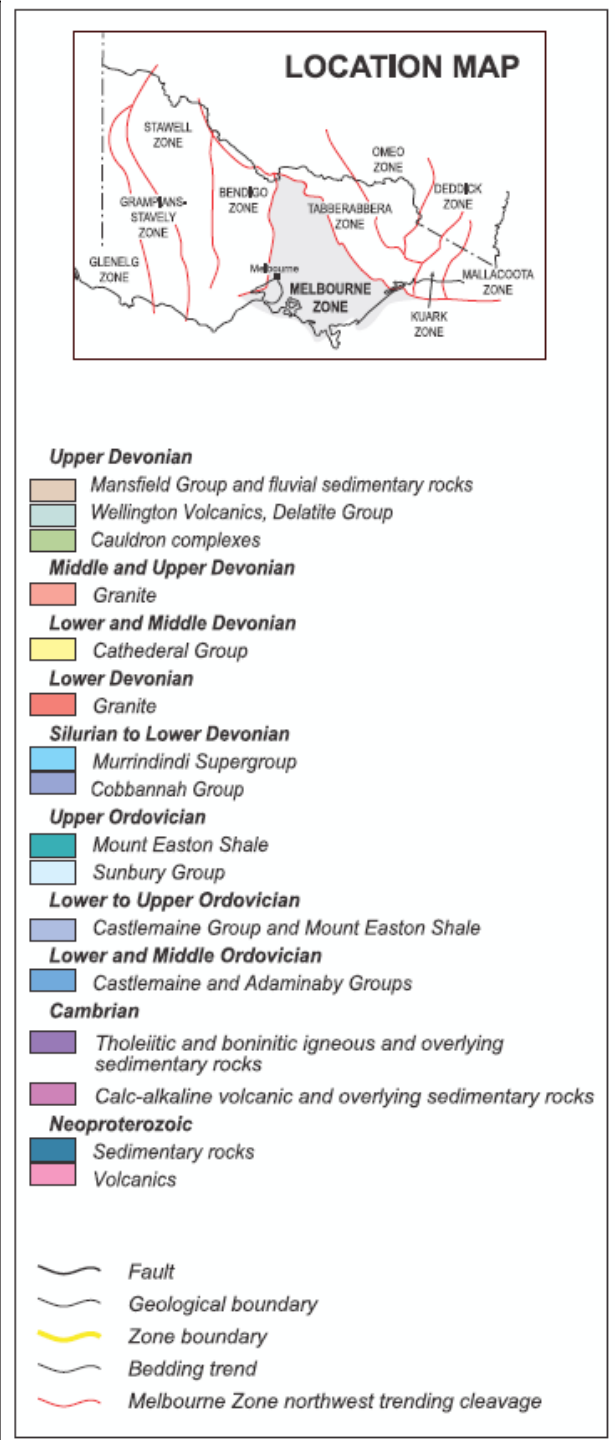 LOCATION MAP
STAWELL
ZONE
OMEO
ZONE
BENDIGO
ZONE
DEDDICK
ZONE
GRAMPIANS-
STAVELY
ZONE
TABBERABBERA
ZONE
GLENELG
ZONE
Melbourne
MELBOURNE
ZONE
MALLACOOTA
ZONE
KUARK
ZONE
Upper Devonian
Mansfield Group and fluvial sedimentary rocks
Wellington Volcanics, Delatite Group
Cauldron complexes
Middle and Upper Devonian
Granite
Lower and Middle Devonian
Cathederal Group
Lower Devonian
Granite
Silurian to Lower Devonian
Murrindindi Supergroup
Cobbannah Group
Upper Ordovician
Mount Easton Shale
Sunbury Group
Lower to Upper Ordovician
Castlemaine Group and Mount Easton Shale
Lower and Middle Ordovician
Castlemaine and Adaminaby Groups
Cambrian
Tholeiitic and boninitic igneous and overlying
sedimentary rocks
Calc-alkaline volcanic and overlying sedimentary rocks
Neoproterozoic
Sedimentary rocks
Volcanics
Fault
Geological boundary
Zone boundary
Bedding trend
Melbourne Zone northwest trending cleavage